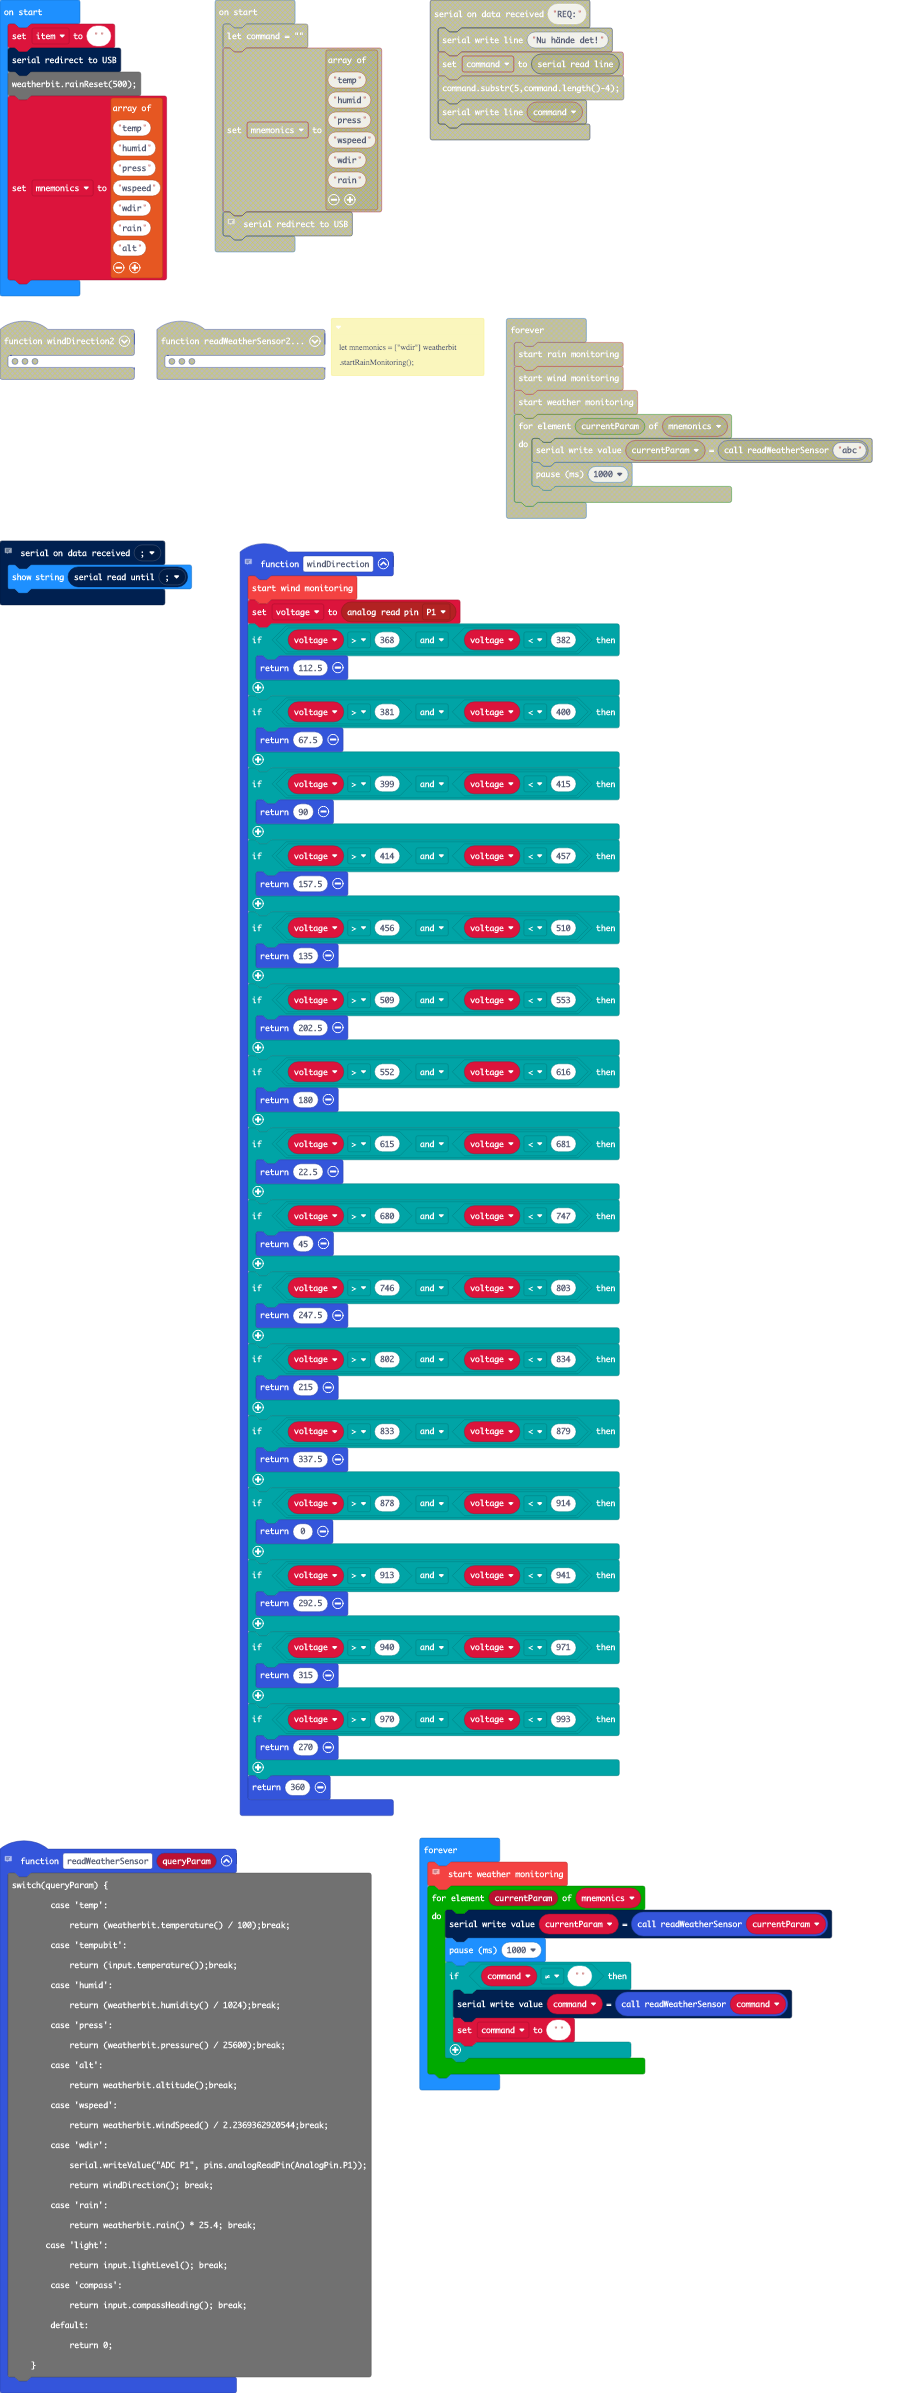 on start
set item to " "
serial redirect to USB
weatherbit.rainReset(500);
set mnemonics to array of
"temp"
"humid"
"press"
"wspeed"
"wdir"
"rain"
"alt"
on start
let command = ""
set mnemonics to array of
"temp"
"humid"
"press"
"wspeed"
"wdir"
"rain"
serial redirect to USB
serial on data received "REQ:"
serial write line "Nu hände det!"
set command to serial read line
command.substr(5,command.length()-4);
serial write line command
function windDirection2
function readWeatherSensor2...
let mnemonics = ["wdir"] weatherbit
.startRainMonitoring();
forever
start rain monitoring
start wind monitoring
start weather monitoring
for element currentParam of mnemonics
do
serial write value currentParam = call readWeatherSensor "abc"
pause (ms) 1000
serial on data received ;
show string serial read until ;
function windDirection
start wind monitoring
set voltage to analog read pin P1
if voltage > 368 and voltage < 382 then
return 112.5
if voltage > 381 and voltage < 400 then
return 67.5
if voltage > 399 and voltage < 415 then
return 90
if voltage > 414 and voltage < 457 then
return 157.5
if voltage > 456 and voltage < 510 then
return 135
if voltage > 509 and voltage < 553 then
return 202.5
if voltage > 552 and voltage < 616 then
return 180
if voltage > 615 and voltage < 681 then
return 22.5
if voltage > 680 and voltage < 747 then
return 45
if voltage > 746 and voltage < 803 then
return 247.5
if voltage > 802 and voltage < 834 then
return 215
if voltage > 833 and voltage < 879 then
return 337.5
if voltage > 878 and voltage < 914 then
return 0
if voltage > 913 and voltage < 941 then
return 292.5
if voltage > 940 and voltage < 971 then
return 315
if voltage > 970 and voltage < 993 then
return 270
return 360
function readWeatherSensor queryParam
switch(queryParam) {
case 'temp':
return (weatherbit.temperature() / 100);break;
case 'tempubit':
return (input.temperature());break;
case 'humid':
return (weatherbit.humidity() / 1024);break;
case 'press':
return (weatherbit.pressure() / 25600);break;
case 'alt':
return weatherbit.altitude();break;
case 'wspeed':
return weatherbit.windSpeed() / 2.2369362920544;break;
case 'wdir':
serial.writeValue("ADC P1", pins.analogReadPin(AnalogPin.P1));
return windDirection(); break;
case 'rain':
return weatherbit.rain() * 25.4; break;
case 'light':
return input.lightLevel(); break;
case 'compass':
return input.compassHeading(); break;
default:
return 0;
}
forever
start weather monitoring
for element currentParam of mnemonics
do
serial write value currentParam = call readWeatherSensor currentParam
pause (ms) 1000
if command ≠ " " then
serial write value command = call readWeatherSensor command
set command to " "